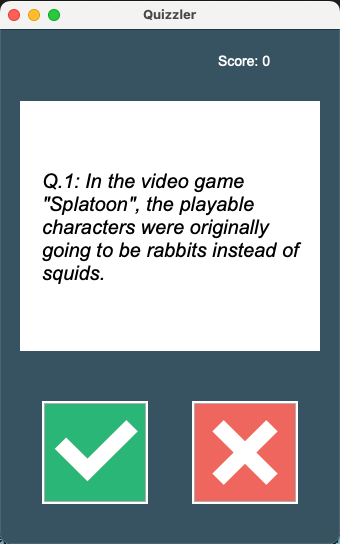 Quizzler
Score: 0
Q.1: In the video game
"Splatoon", the playable
characters were originally
going to be rabbits instead of
squids.